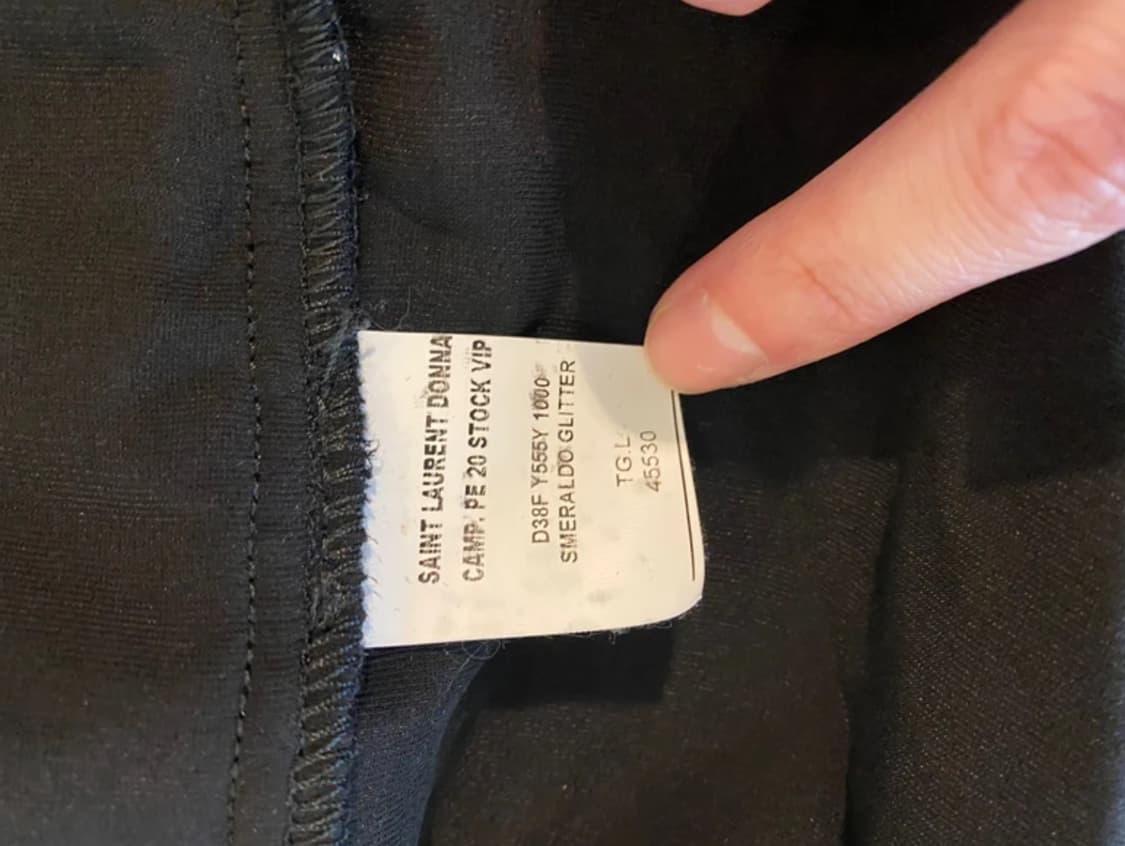 SAINT LAURENT DONNA
CAMP. PE 20 STOCK VIP
D38F Y555Y 1000
SMERALDO GLITTER
TG.L
45530